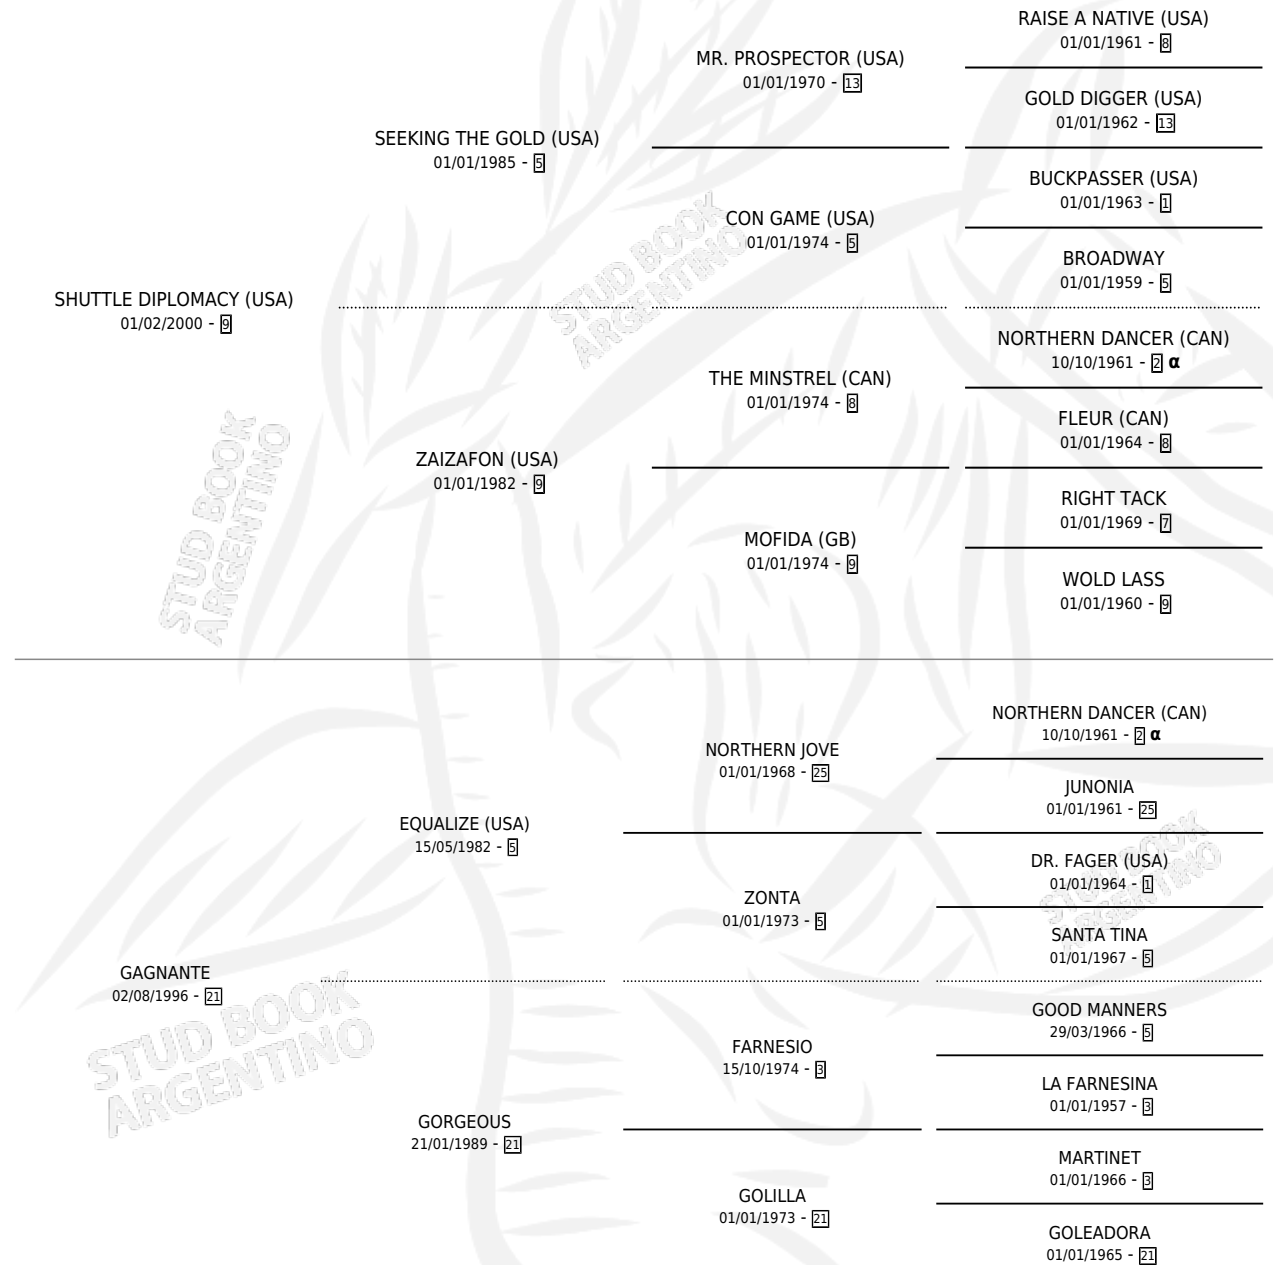 RAISE A NATIVE (USA)
01/01/1961 - 8
MR. PROSPECTOR (USA)
01/01/1970 - 13
GOLD DIGGER (USA)
01/01/1962 - 13
SEEKING THE GOLD (USA)
01/01/1985 - 5
BUCKPASSER (USA)
01/01/1963 - 1
CON GAME (USA)
01/01/1974 - 5
BROADWAY
01/01/1959 - 5
STUD BOOK
ARGENTINO
SHUTTLE DIPLOMACY (USA)
01/02/2000 - 9
NORTHERN DANCER (CAN)
10/10/1961 - 2 α
THE MINSTREL (CAN)
01/01/1974 - 8
FLEUR (CAN)
01/01/1964 - 8
ZAIZAFON (USA)
01/01/1982 - 9
RIGHT TACK
01/01/1969 - 7
MOFIDA (GB)
01/01/1974 - 9
WOLD LASS
01/01/1960 - 9
STUD BOOK
ARGENTINO
NORTHERN DANCER (CAN)
10/10/1961 - 2 α
NORTHERN JOVE
01/01/1968 - 25
JUNONIA
01/01/1961 - 25
EQUALIZE (USA)
15/05/1982 - 5
DR. FAGER (USA)
01/01/1964 - 1
ZONTA
01/01/1973 - 5
SANTA TINA
01/01/1967 - 5
STUD BOOK
ARGENTINO
GAGNANTE
02/08/1996 - 21
GOOD MANNERS
29/03/1966 - 5
FARNESIO
15/10/1974 - 3
LA FARNESINA
01/01/1957 - 3
GORGEOUS
21/01/1989 - 21
MARTINET
01/01/1966 - 3
GOLILLA
01/01/1973 - 21
GOLEADORA
01/01/1965 - 21
STUD BOOK
ARGENTINO